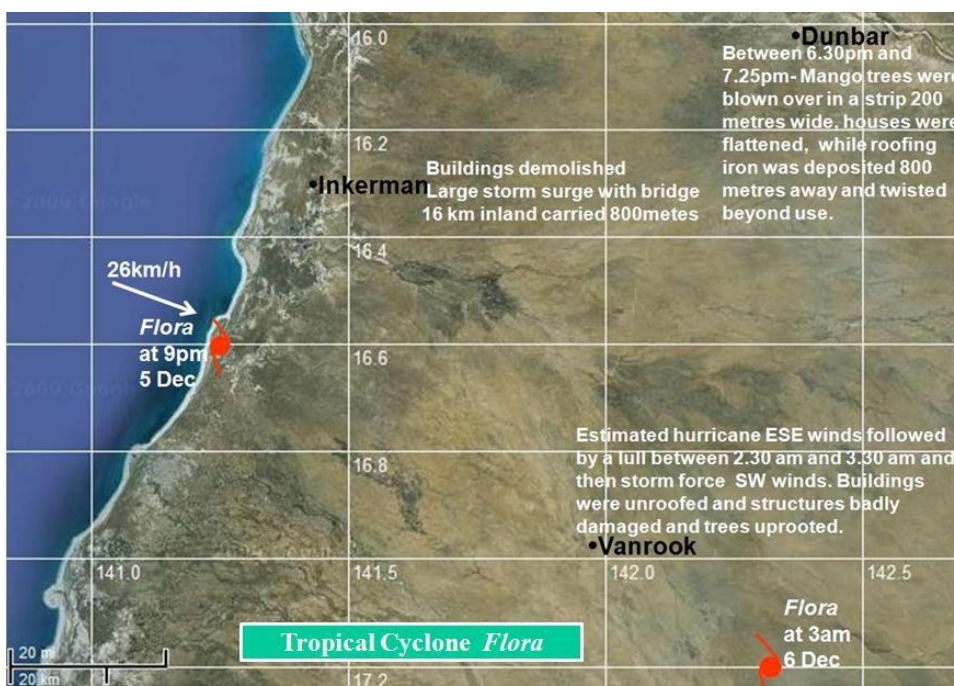 16.0
•Dunbar
Between 6.30pm and
7.25pm- Mango trees were
blown over in a strip 200
metres wide, houses were
flattened, while roofing
iron was deposited 800
metres away and twisted
beyond use.
16.2
Buildings demolished
•Inkerman Large storm surge with bridge
16 km inland carried 800metes
2009 Google
16.4
26km/h
Flora
at 9pm
5 Dec
16.6
2009 Google
Estimated hurricane ESE winds followed
by a lull between 2.30 am and 3.30 am and
then storm force SW winds. Buildings
were unroofed and structures badly
damaged and trees uprooted.
16.8
•Vanrook
141.0
141.5
142.0
142.5
Flora
at 3am
6 Dec
Tropical Cyclone Flora
20 mi
20 km
17.2